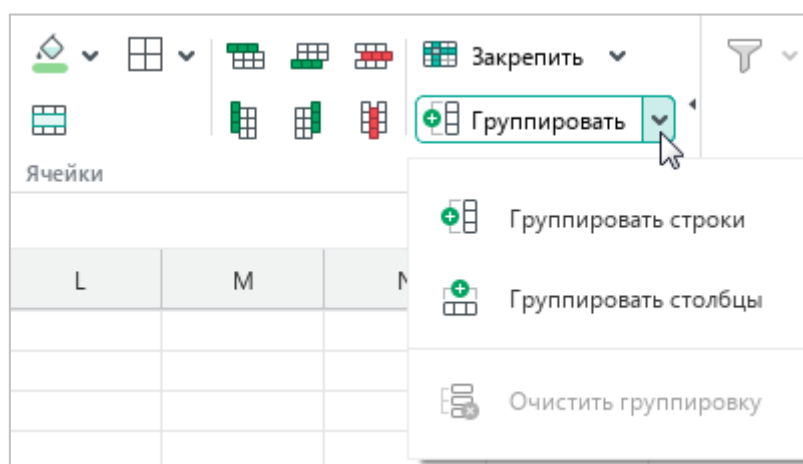 Закрепить
Группировать
Ячейки
Группировать строки
L M N
Группировать столбцы
Очистить группировку